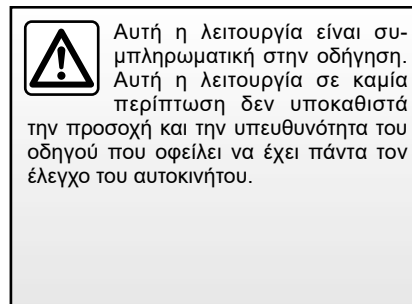 Αυτή η λειτουργία είναι συ-
μπληρωματική στην οδήγηση.
Αυτή η λειτουργία σε καμία
περίπτωση δεν υποκαθιστά
την προσοχή και την υπευθυνότητα του
οδηγού που οφείλει να έχει πάντα τον
έλεγχο του αυτοκινήτου.